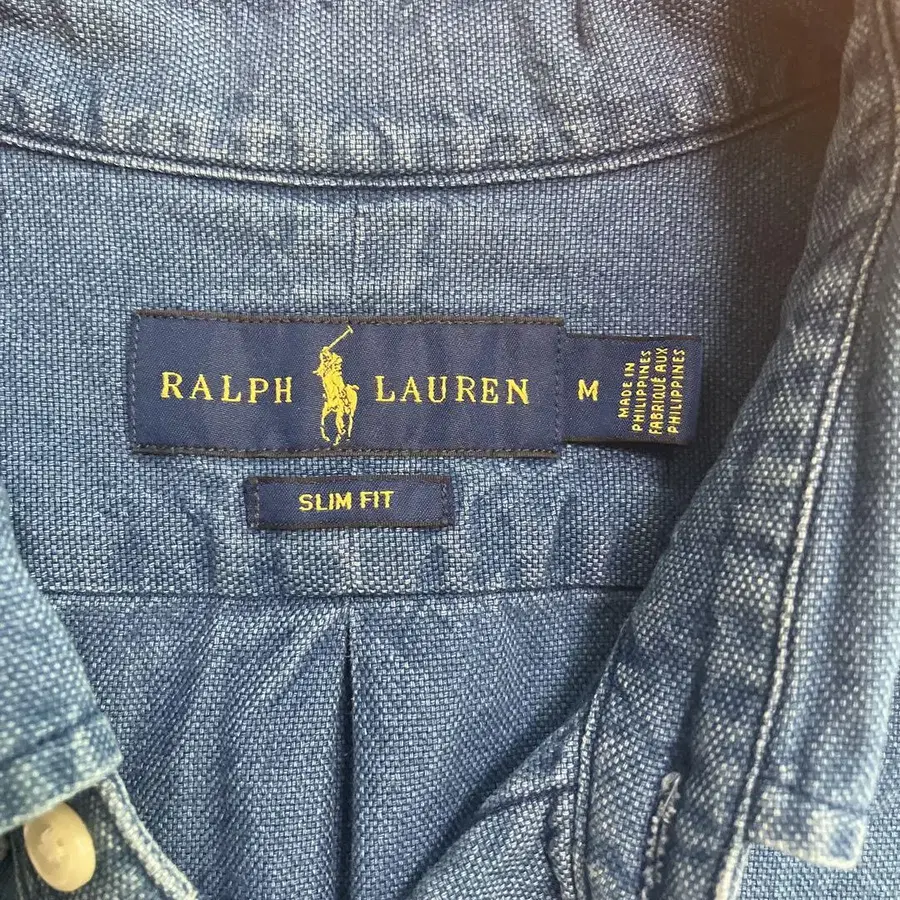 RALPH LAUREN
M
MADE IN
PHILIPPINES
FABRIQUÉ AUX
PHILIPPINES
SLIM FIT